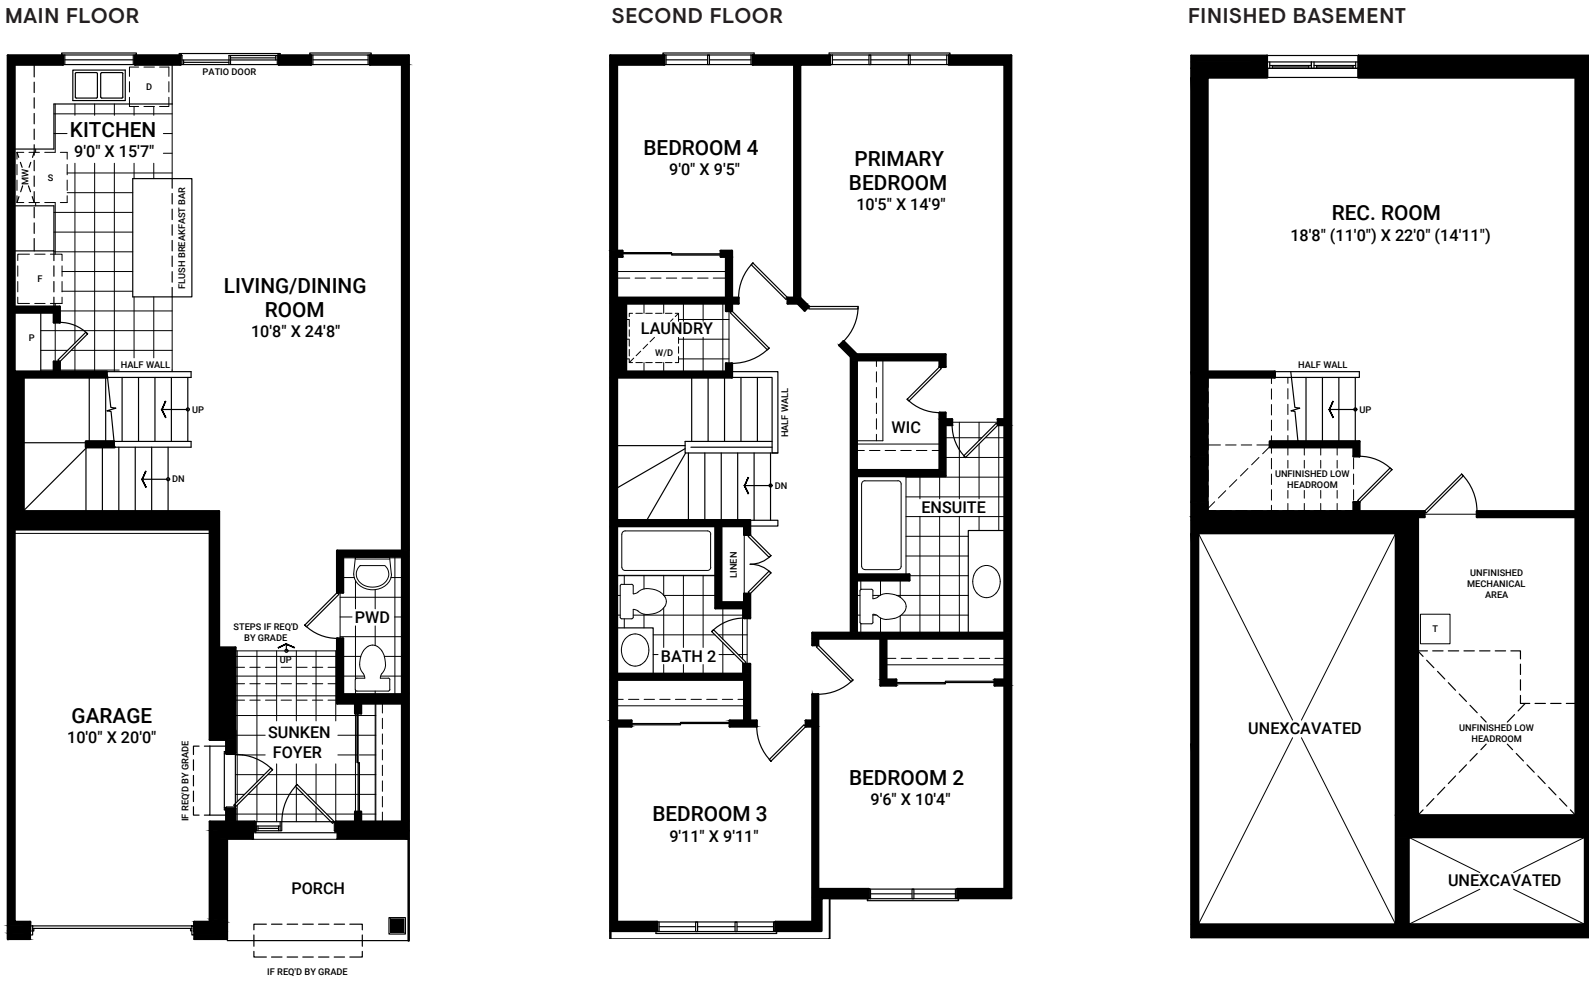 MAIN FLOOR
PATIO DOOR
D
KITCHEN
9'0" X 15'7"
MW
S
FLUSH BREAKFAST BAR
F
LIVING/DINING
ROOM
10'8" X 24'8"
P
HALF WALL
UP
DN
STEPS IF REQ'D
BY GRADE
UP
PWD
GARAGE
10'0" X 20'0"
SUNKEN
FOYER
IF REQ'D BY GRADE
PORCH
IF REQ'D BY GRADE
SECOND FLOOR
BEDROOM 4
9'0" X 9'5"
PRIMARY
BEDROOM
10'5" X 14'9"
LAUNDRY
W/D
HALF WALL
WIC
DN
ENSUITE
LINEN
BATH 2
BEDROOM 2
9'6" X 10'4"
BEDROOM 3
9'11" X 9'11"
FINISHED BASEMENT
REC. ROOM
18'8" (11'0") X 22'0" (14'11")
HALF WALL
UP
UNFINISHED LOW
HEADROOM
UNFINISHED
MECHANICAL
AREA
T
UNEXCAVATED
UNFINISHED LOW
HEADROOM
UNEXCAVATED